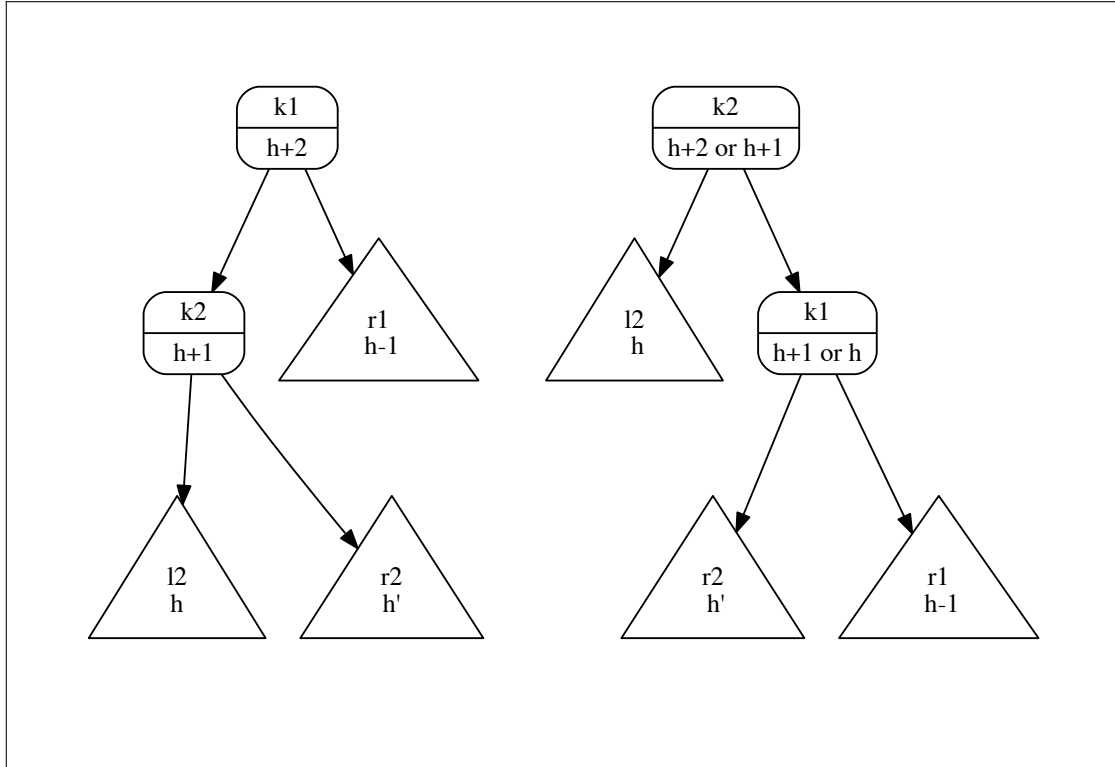 k1
h+2
k2
h+1
r1
h-1
l2
h
r2
h'
k2
h+2 or h+1
l2
h
k1
h+1 or h
r2
h'
r1
h-1